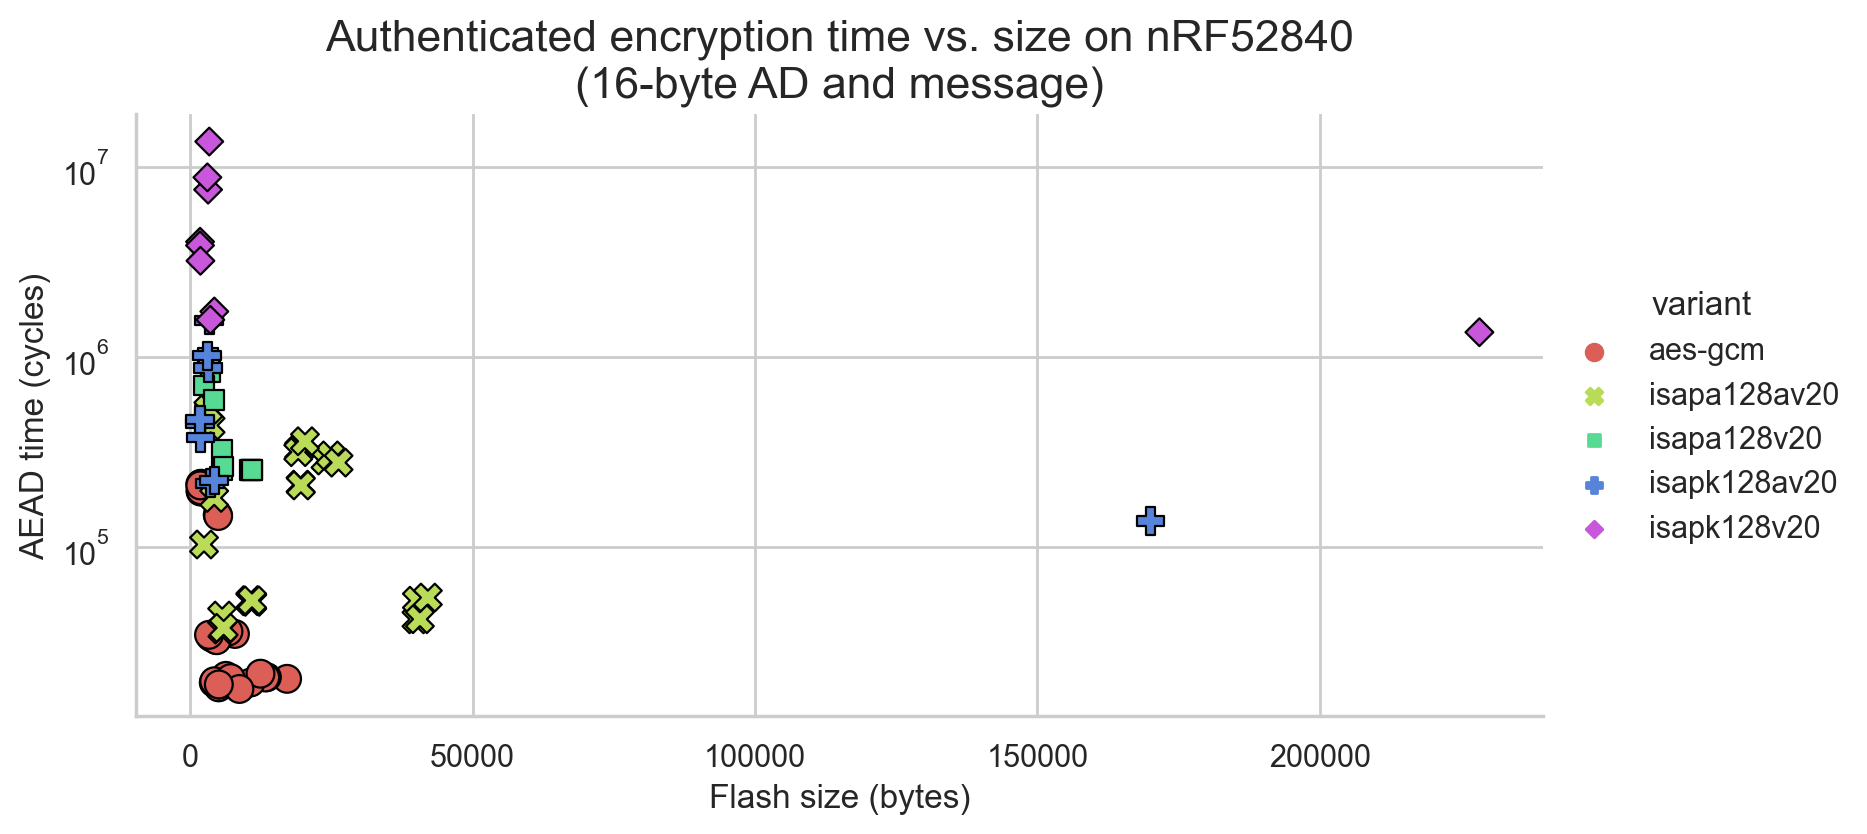 Authenticated encryption time vs. size on nRF52840
(16-byte AD and message)
AEAD time (cycles)
10^7
10^6
10^5
0 50000 100000 150000 200000
Flash size (bytes)
variant
aes-gcm
isapa128av20
isapa128v20
isapk128av20
isapk128v20